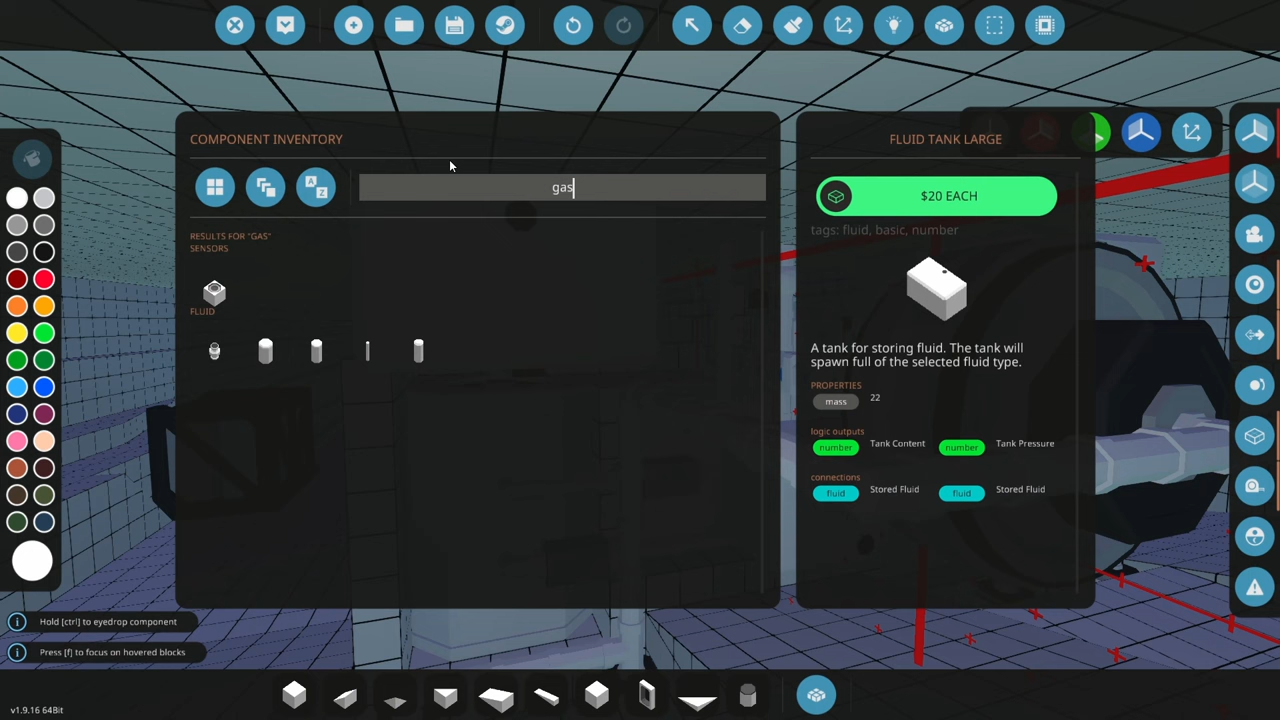 COMPONENT INVENTORY
A
Z
gas
RESULTS FOR "GAS"
SENSORS
FLUID
FLUID TANK LARGE
$20 EACH
tags: fluid, basic, number
A tank for storing fluid. The tank will
spawn full of the selected fluid type.
PROPERTIES
mass 22
logic outputs
number Tank Content number Tank Pressure
connections
fluid Stored Fluid fluid Stored Fluid
Hold [ctrl] to eyedrop component
Press [f] to focus on hovered blocks
v1.9.16 64Bit